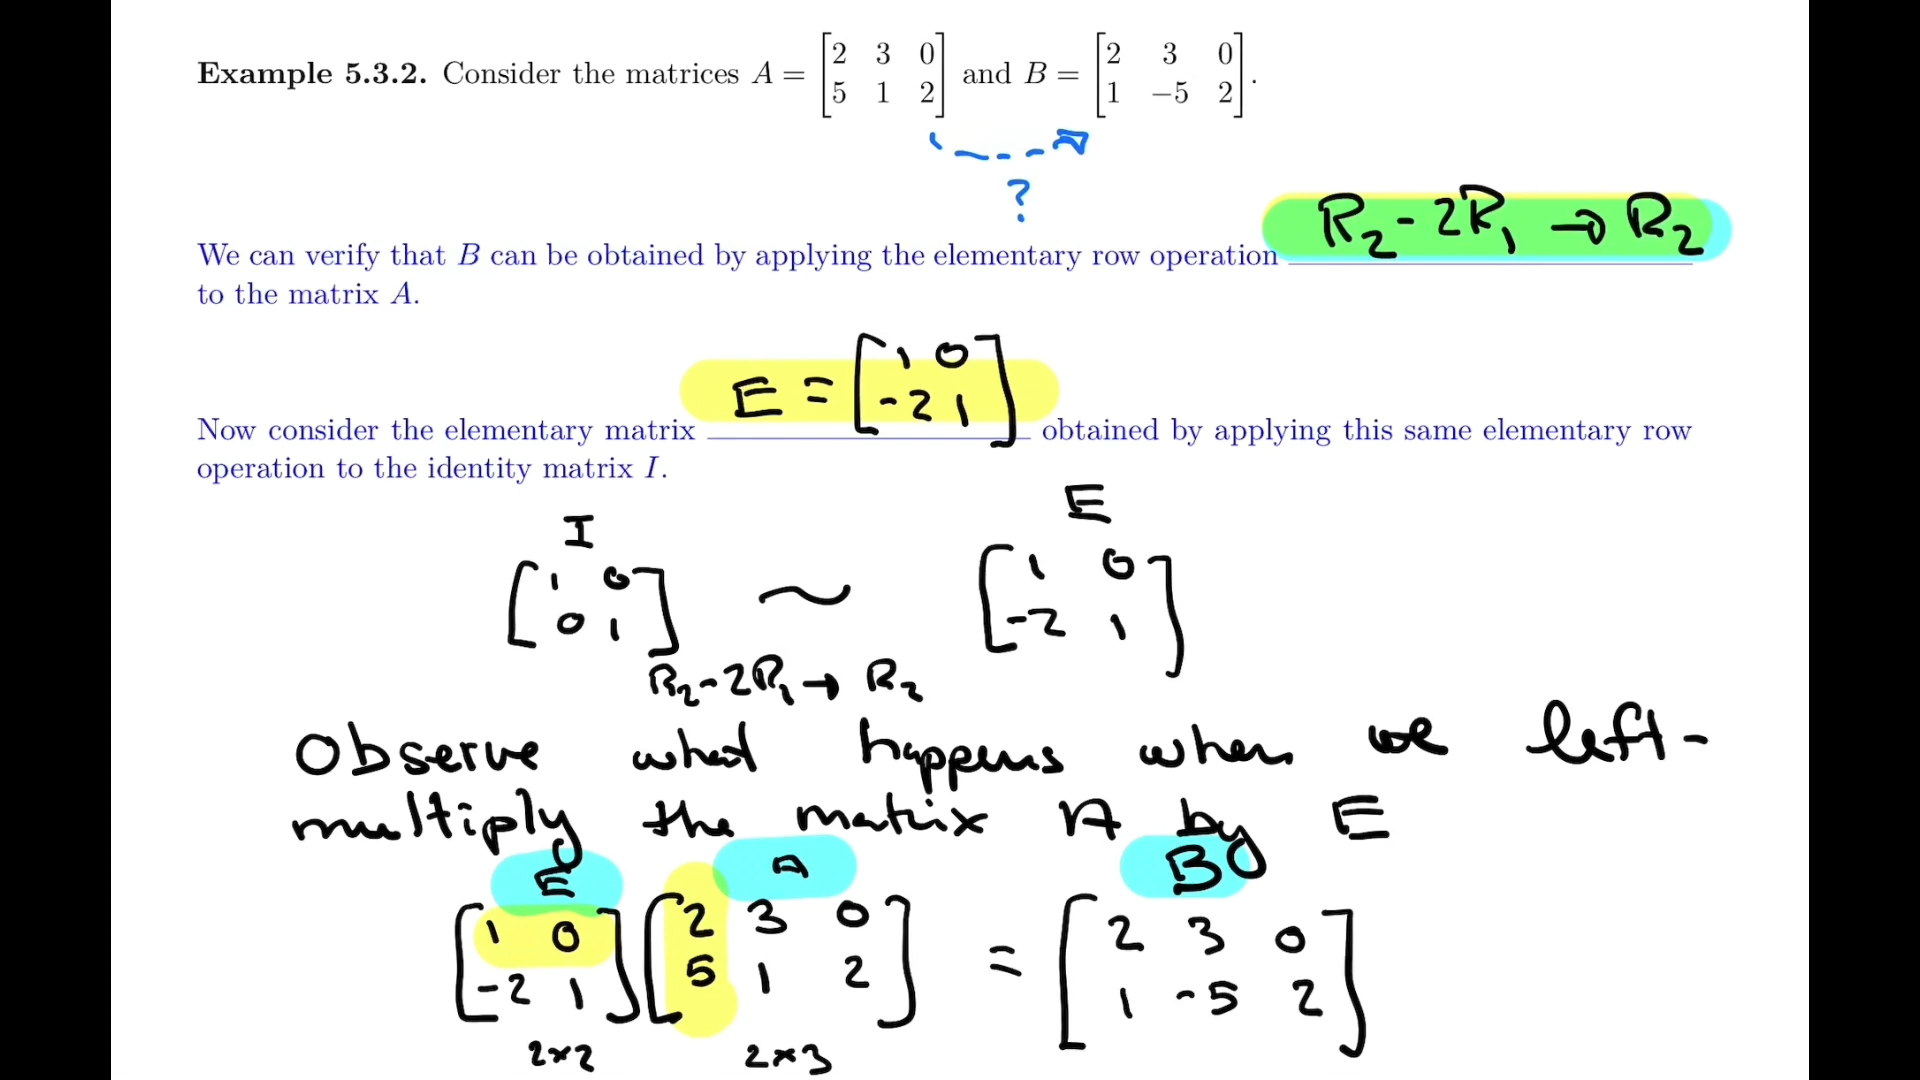 Example 5.3.2. Consider the matrices A = [2 3 0; 5 1 2] and B = [2 3 0; 1 −5 2].
?
R₂ - 2R₁ → R₂
We can verify that B can be obtained by applying the elementary row operation
to the matrix A.
E = [1 0; -2 1]
Now consider the elementary matrix ______ obtained by applying this same elementary row
operation to the identity matrix I.
I E
[1 0; 0 1] ~ [1 0; -2 1]
R₂-2R₁ → R₂
Observe what happens when we left-
multiply the matrix A by E
E A B
[1 0; -2 1] [2 3 0; 5 1 2] = [2 3 0; 1 -5 2]
2×2 2×3